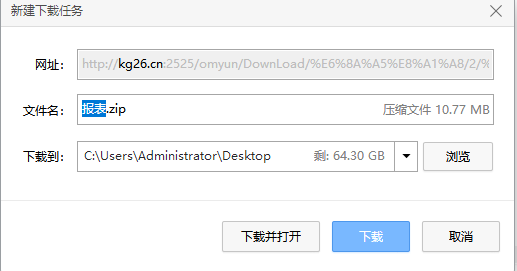 新建下载任务
网址： http://kg26.cn:2525/omyun/DownLoad/%E6%8A%A5%E8%A1%A8/2/%
文件名： 报表.zip 压缩文件 10.77 MB
下载到： C:\Users\Administrator\Desktop 剩: 64.30 GB 浏览
下载并打开 下载 取消